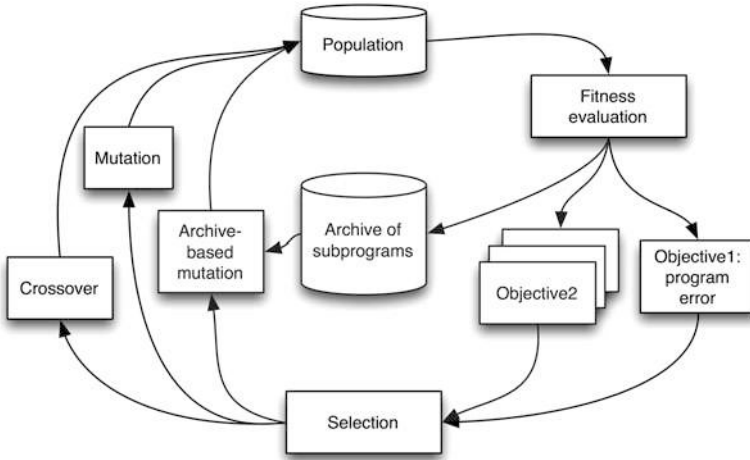 Population
Fitness
evaluation
Mutation
Archive-
based
mutation
Archive of
subprograms
Crossover
Objective2
Objective1:
program
error
Selection